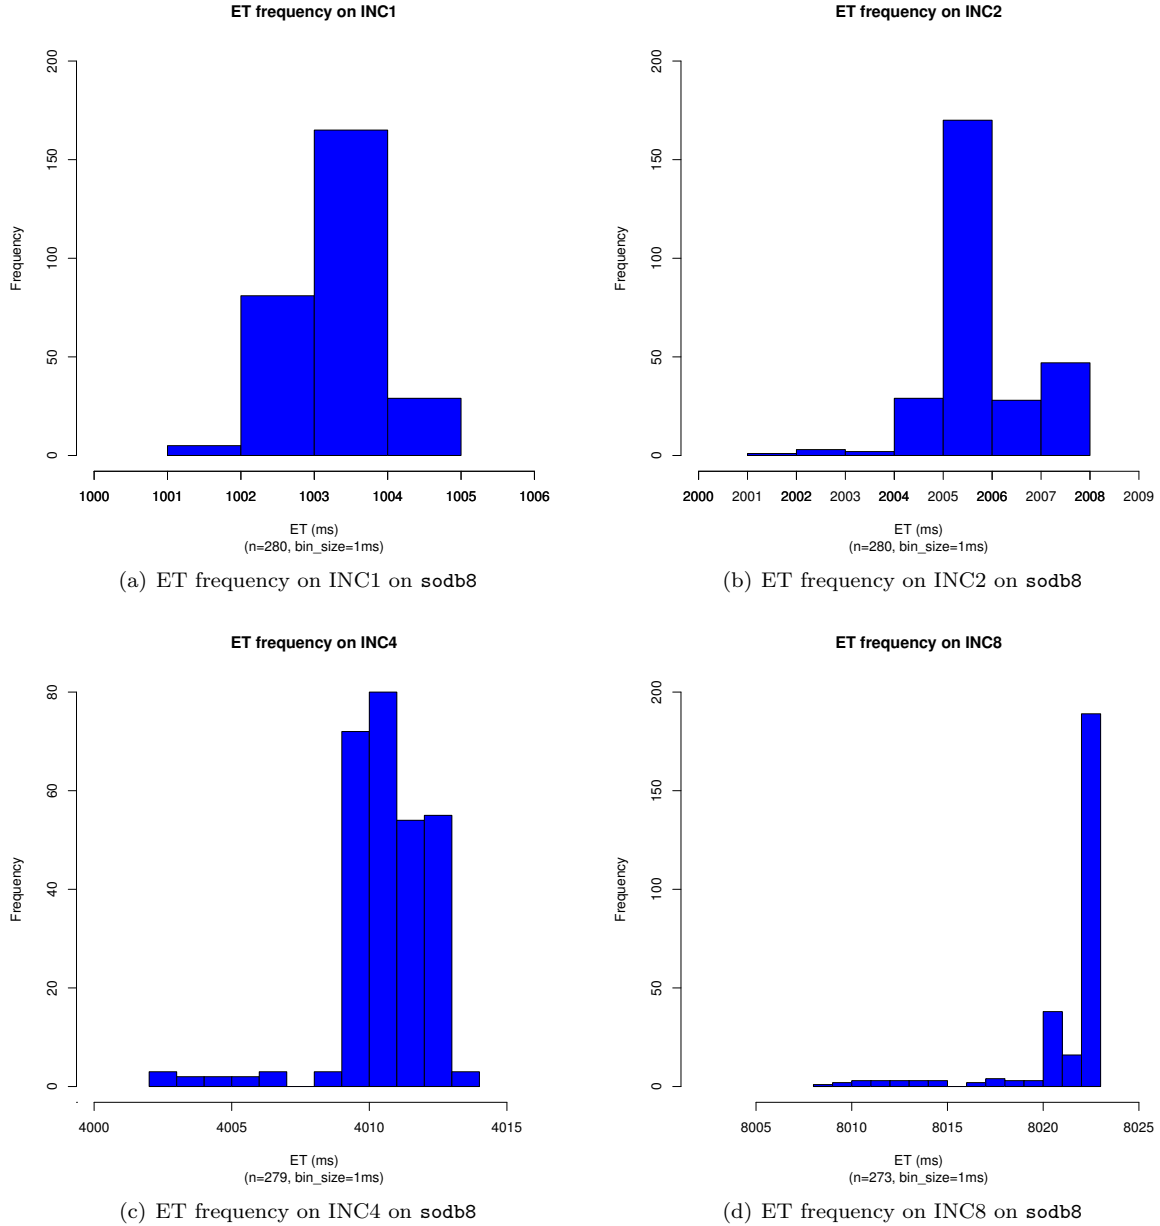 ET frequency on INC1
200
150
100
50
0
Frequency
1000 1001 1002 1003 1004 1005 1006
ET (ms)
(n=280, bin_size=1ms)
(a) ET frequency on INC1 on sodb8
ET frequency on INC2
200
150
100
50
0
Frequency
2000 2001 2002 2003 2004 2005 2006 2007 2008 2009
ET (ms)
(n=280, bin_size=1ms)
(b) ET frequency on INC2 on sodb8
ET frequency on INC4
80
60
40
20
0
Frequency
4000 4005 4010 4015
ET (ms)
(n=279, bin_size=1ms)
(c) ET frequency on INC4 on sodb8
ET frequency on INC8
200
150
100
50
0
Frequency
8005 8010 8015 8020 8025
ET (ms)
(n=273, bin_size=1ms)
(d) ET frequency on INC8 on sodb8